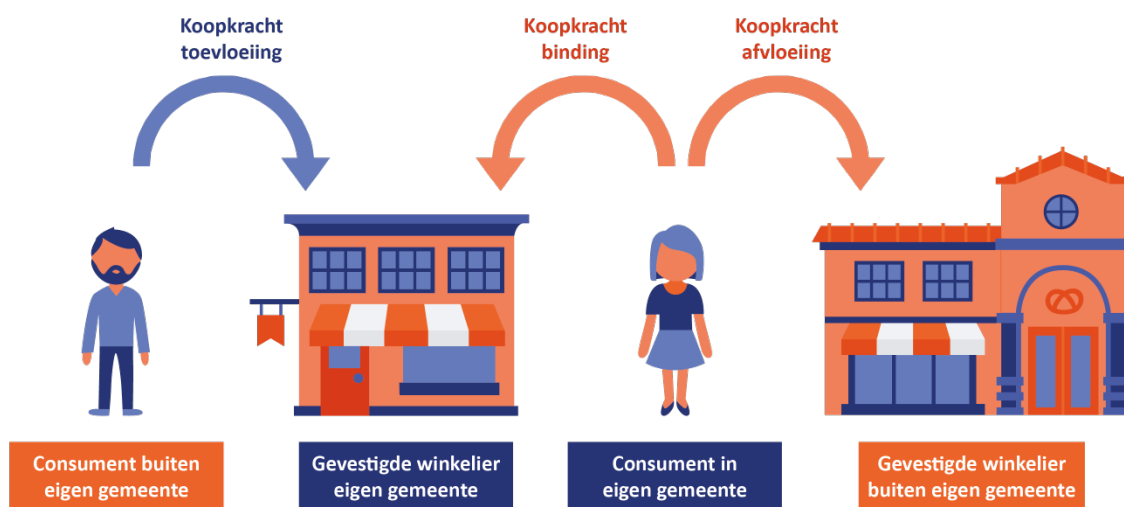 Koopkracht
toevloeiing
Koopkracht
binding
Koopkracht
afvloeiing
Consument buiten
eigen gemeente
Gevestigde winkelier
eigen gemeente
Consument in
eigen gemeente
Gevestigde winkelier
buiten eigen gemeente